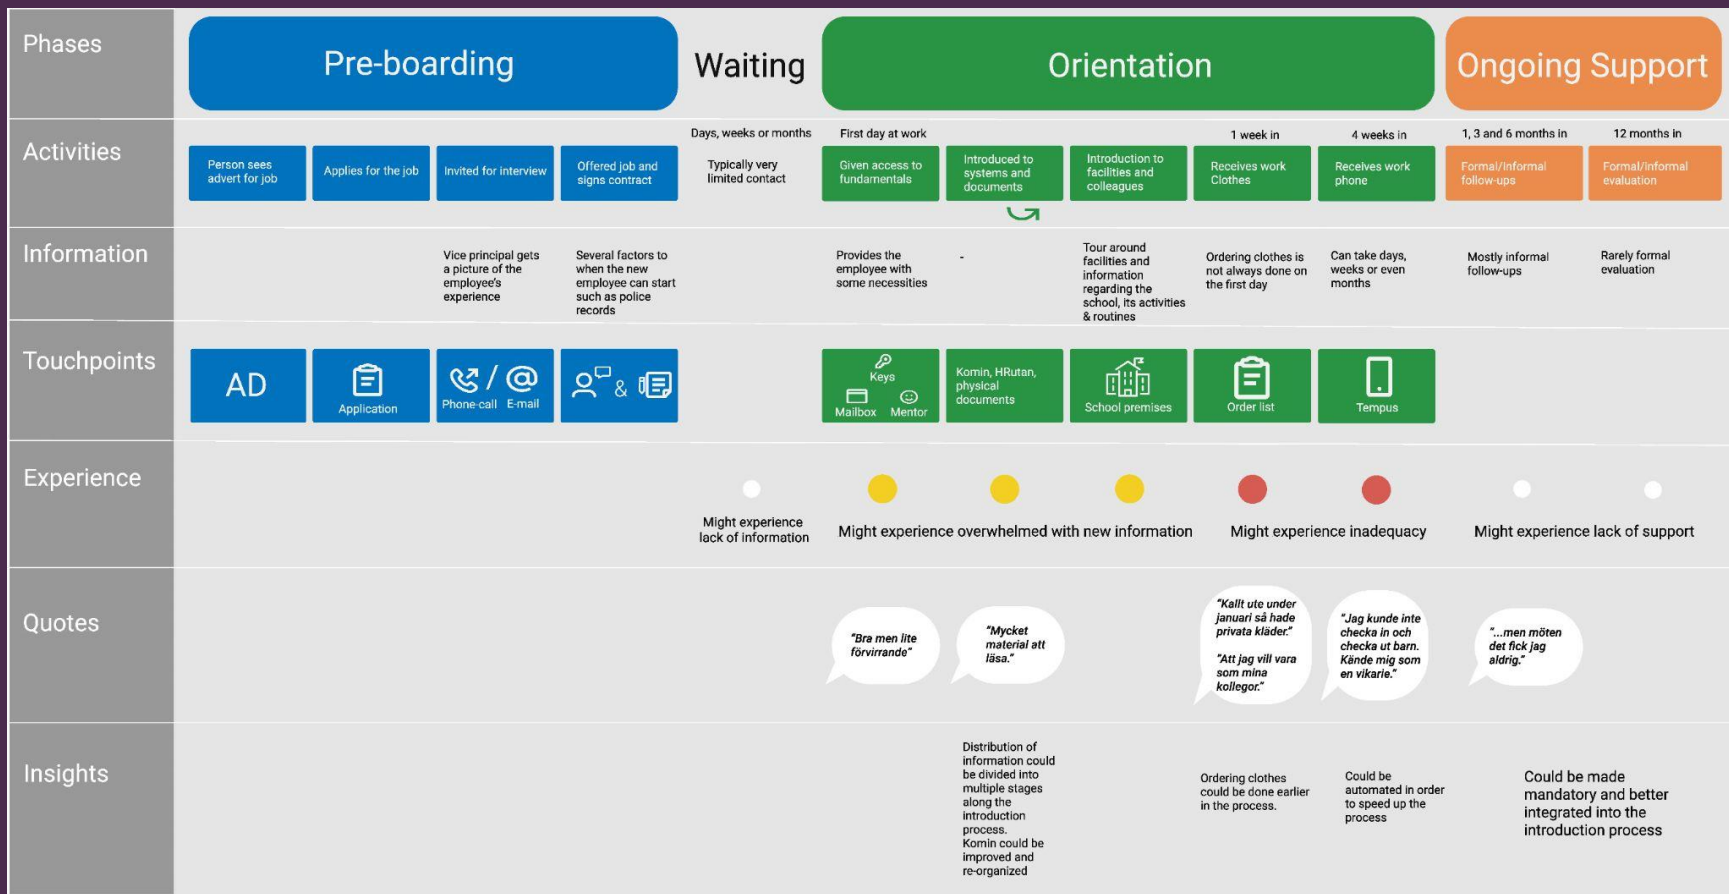 Phases
Pre-boarding
Waiting
Orientation
Ongoing Support
Activities
Person sees
advert for job
Applies for the job
Invited for interview
Offered job and
signs contract
Days, weeks or months
Typically very
limited contact
First day at work
Given access to
fundamentals
Introduced to
systems and
documents
Introduction to
facilities and
colleagues
1 week in
Receives work
Clothes
4 weeks in
Receives work
phone
1, 3 and 6 months in
Formal/Informal
follow-ups
12 months in
Formal/informal
evaluation
Information
Vice principal gets
a picture of the
employee's
experience
Several factors to
when the new
employee can start
such as police
records
Provides the
employee with
some necessities
-
Tour around
facilities and
information
regarding the
school, its activities
& routines
Ordering clothes is
not always done on
the first day
Can take days,
weeks or even
months
Mostly informal
follow-ups
Rarely formal
evaluation
Touchpoints
AD
Application
/ @
Phone-call E-mail
&
Keys
Mailbox Mentor
Komin, HRutan,
physical
documents
School premises
Order list
Tempus
Experience
Might experience
lack of information
Might experience overwhelmed with new information
Might experience inadequacy
Might experience lack of support
Quotes
"Bra men lite
förvirrande"
"Mycket
material att
läsa."
"Kallt ute under
januari så hade
privata kläder."
"Att jag vill vara
som mina
kollegor."
"Jag kunde inte
checka in och
checka ut barn.
Kände mig som
en vikarie."
"...men möten
det fick jag
aldrig."
Insights
Distribution of
information could
be divided into
multiple stages
along the
introduction
process.
Komin could be
improved and
re-organized
Ordering clothes
could be done earlier
in the process.
Could be
automated in order
to speed up the
process
Could be made
mandatory and better
integrated into the
introduction process